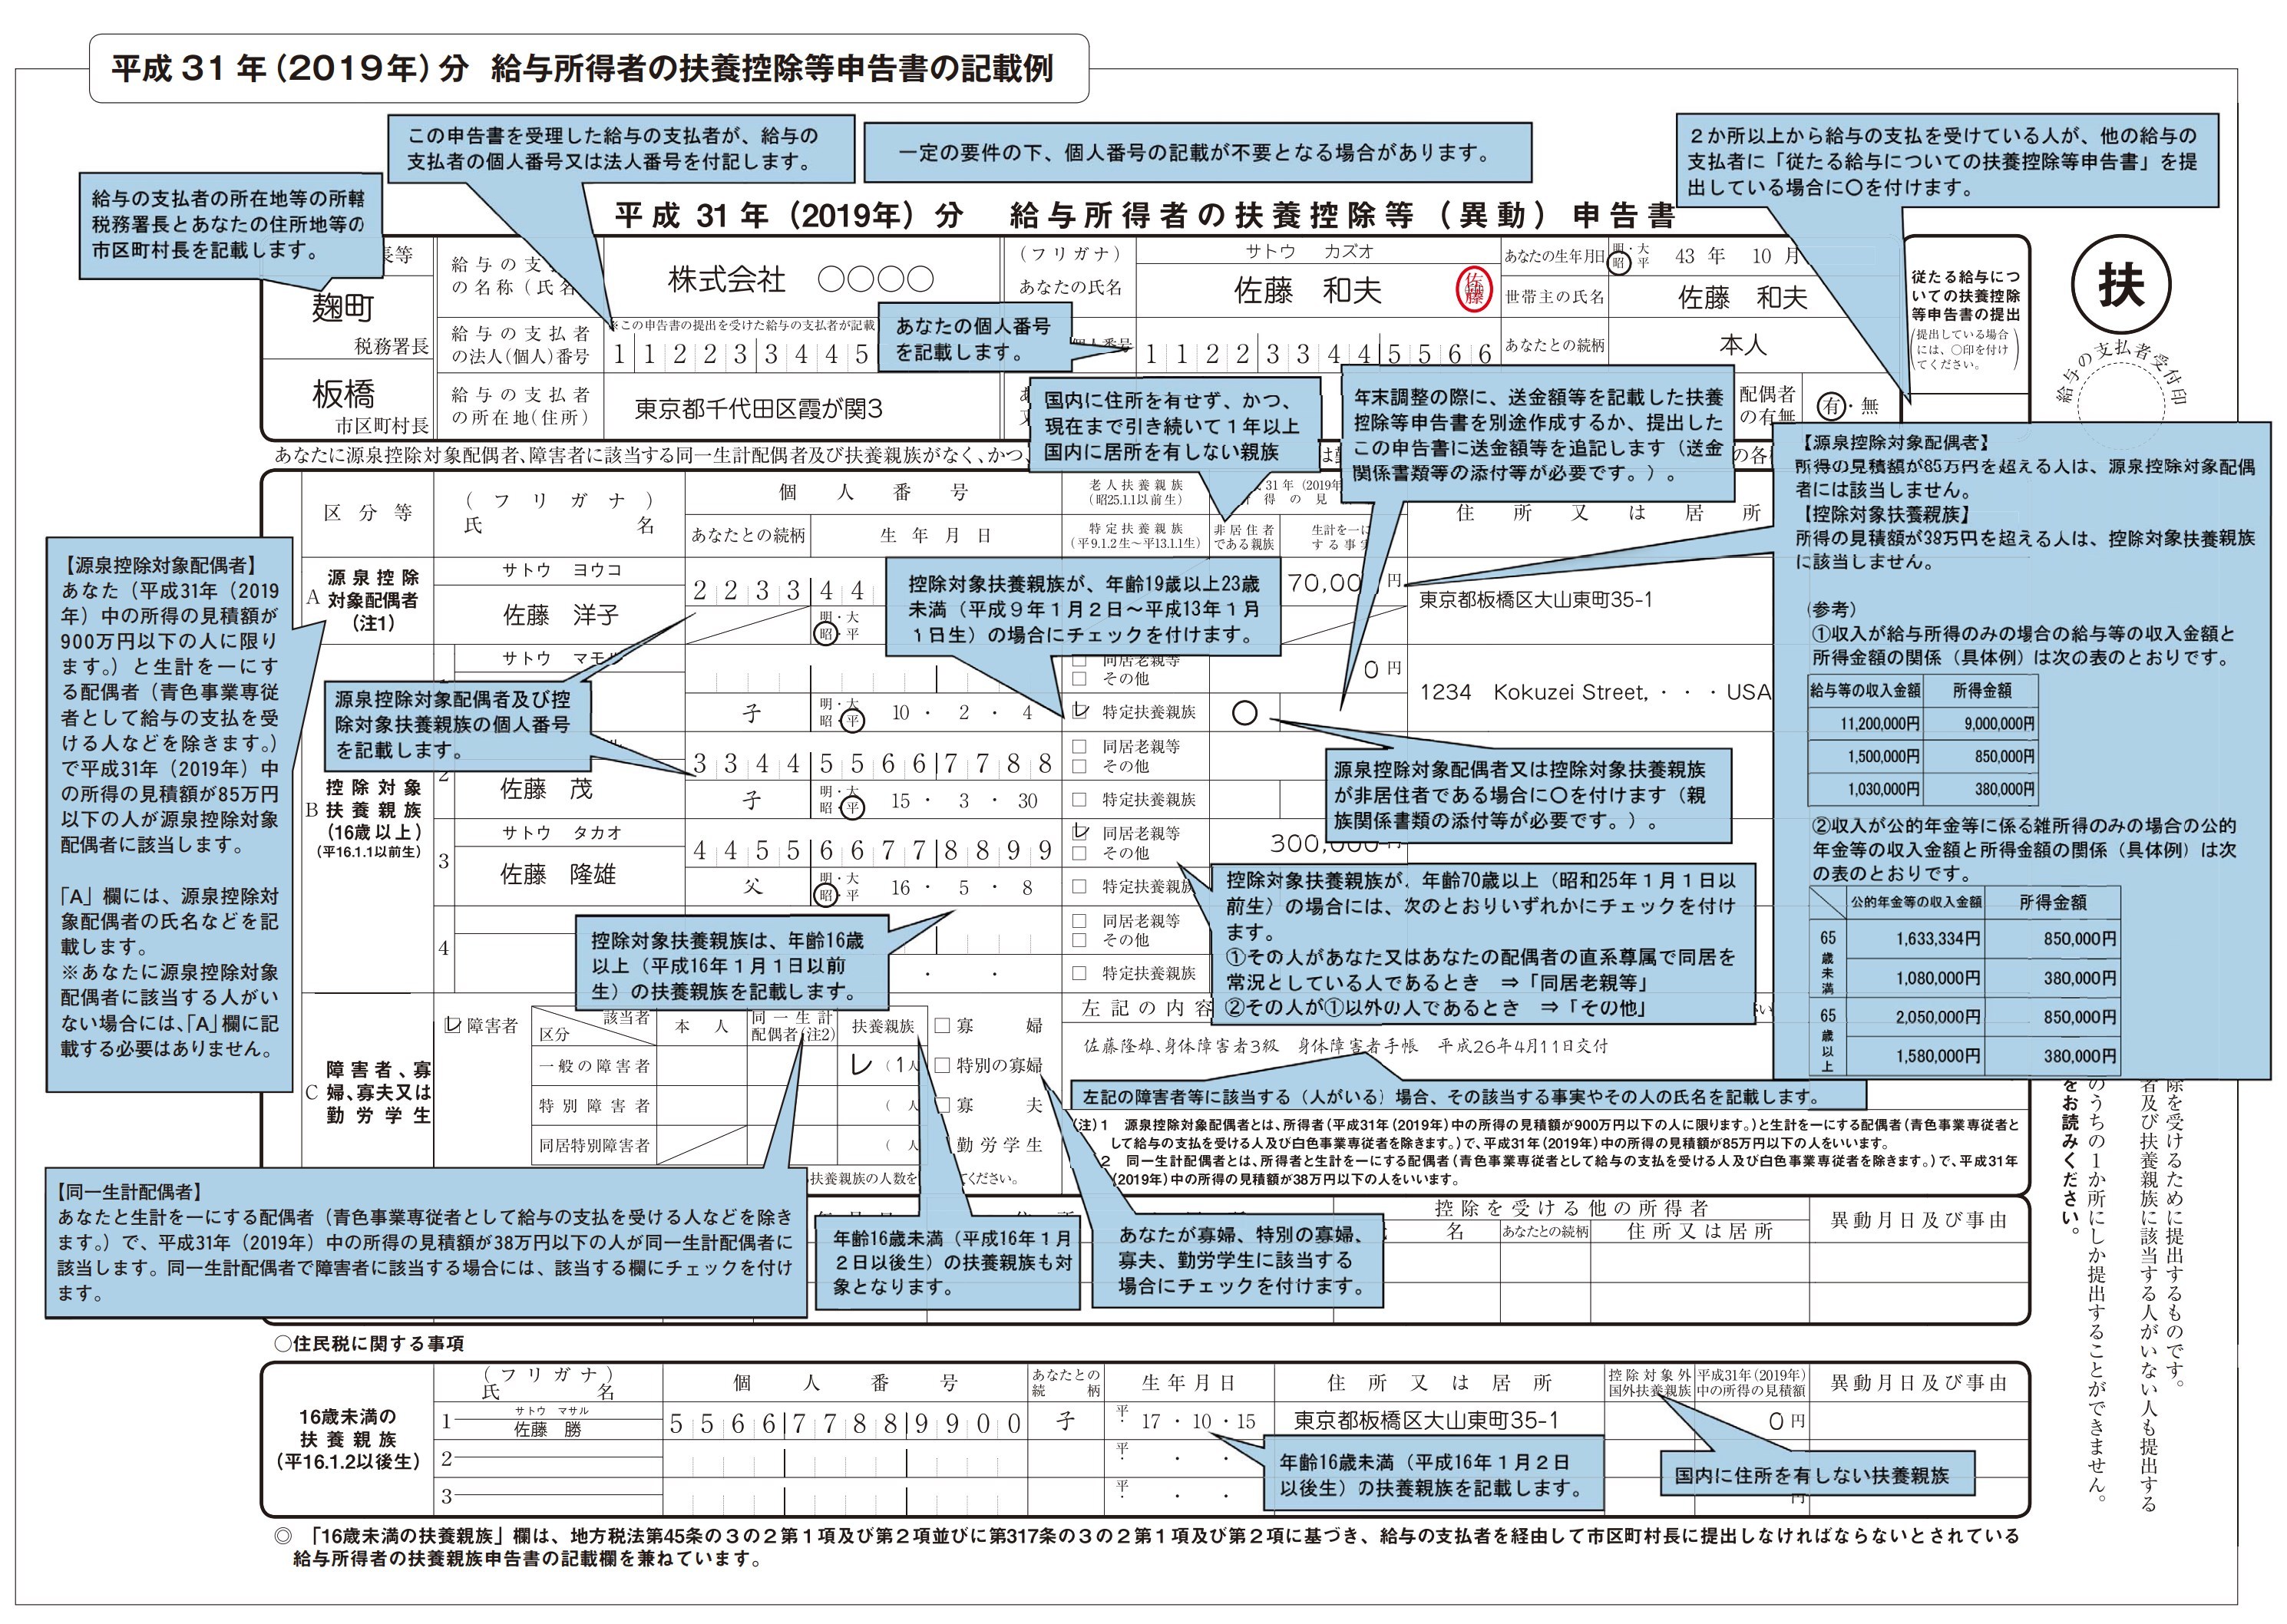 平成 31 年(2019年)分 給与所得者の扶養控除等申告書の記載例
この申告書を受理した給与の支払者が、給与の
支払者の個人番号又は法人番号を付記します。
一定の要件の下、個人番号の記載が不要となる場合があります。
２か所以上から給与の支払を受けている人が、他の給与の
支払者に「従たる給与についての扶養控除等申告書」を提
出している場合に〇を付けます。
給与の支払者の所在地等の所轄
税務署長とあなたの住所地等の
市区町村長を記載します。
平成 31 年（2019年）分 給与所得者の扶養控除等（異動）申告書
長等
麹町
税務署長
板橋
市区町村長
給与の支
の名称（氏名
株式会社 〇〇〇〇
給与の支払者
の法人(個人)番号
※この申告書の提出を受けた給与の支払者が記載
1 1 2 2 3 3 4 4 5
給与の支払者
の所在地(住所)
東京都千代田区霞が関3
(フリガナ)
あなたの氏名
サトウ カズオ
佐藤 和夫
佐藤
あなたの個人番号
を記載します。
個人番号
1 1 2 2 3 3 4 4 5 5 6 6
あなたの生年月日
明・大
昭・平
43 年 10 月
世帯主の氏名
佐藤 和夫
あなたとの続柄
本人
配偶者
の有無
有・無
従たる給与につ
いての扶養控除
等申告書の提出
(提出している場合
には、〇印を付け
てください。)
扶
給与の支払者受付印
国内に住所を有せず、かつ、
現在まで引き続いて１年以上
国内に居所を有しない親族
年末調整の際に、送金額等を記載した扶養
控除等申告書を別途作成するか、提出した
この申告書に送金額等を追記します（送金
関係書類等の添付等が必要です。）。
あなたに源泉控除対象配偶者、障害者に該当する同一生計配偶者及び扶養親族がなく、かつ、
の各
【源泉控除対象配偶者】
所得の見積額が85万円を超える人は、源泉控除対象配偶
者には該当しません。
【控除対象扶養親族】
所得の見積額が38万円を超える人は、控除対象扶養親族
に該当しません。
（参考）
①収入が給与所得のみの場合の給与等の収入金額と
所得金額の関係（具体例）は次の表のとおりです。
給与等の収入金額 所得金額
11,200,000円 9,000,000円
1,500,000円 850,000円
1,030,000円 380,000円
②収入が公的年金等に係る雑所得のみの場合の公的
年金等の収入金額と所得金額の関係（具体例）は次
の表のとおりです。
公的年金等の収入金額 所得金額
65歳未満 1,633,334円 850,000円
1,080,000円 380,000円
65歳以上 2,050,000円 850,000円
1,580,000円 380,000円
区分等
(フリガナ)
氏 名
個人番号
あなたとの続柄
生年月日
老人扶養親族
(昭25.1.1以前生)
特定扶養親族
(平9.1.2生～平13.1.1生)
31 年 (2019年
得の見
非居住者
である親族
生計を一に
する事実
住所又は居所
【源泉控除対象配偶者】
あなた（平成31年（2019
年）中の所得の見積額が
900万円以下の人に限り
ます。）と生計を一にす
る配偶者（青色事業専従
者として給与の支払を受
ける人などを除きます。）
で平成31年（2019年）中
の所得の見積額が85万円
以下の人が源泉控除対象
配偶者に該当します。
「A」欄には、源泉控除対
象配偶者の氏名などを記
載します。
※あなたに源泉控除対象
配偶者に該当する人がい
ない場合には、「A」欄に記
載する必要はありません。
A
源泉控除
対象配偶者
(注1)
サトウ ヨウコ
佐藤 洋子
2 2 3 3 4 4
明・大
昭・平
控除対象扶養親族が、年齢19歳以上23歳
未満（平成９年１月２日～平成13年１月
１日生）の場合にチェックを付けます。
70,00 円
東京都板橋区大山東町35-1
サトウ マモル
源泉控除対象配偶者及び控
除対象扶養親族の個人番号
を記載します。
子
明・大
昭・平
10 ・ 2 ・ 4
□ 同居老親等
□ その他
特定扶養親族
〇
0 円
1234 Kokuzei Street, ・ ・ ・ USA
B
控除対象
扶養親族
(16歳以上)
(平16.1.1以前生)
2
佐藤 茂
3 3 4 4 5 5 6 6 7 7 8 8
子
明・大
昭・平
15 ・ 3 ・ 30
□ 同居老親等
□ その他
□ 特定扶養親族
源泉控除対象配偶者又は控除対象扶養親族
が非居住者である場合に〇を付けます（親
族関係書類の添付等が必要です。）。
3
サトウ タカオ
佐藤 隆雄
4 4 5 5 6 6 7 7 8 8 9 9
父
明・大
昭・平
16 ・ 5 ・ 8
同居老親等
□ その他
□ 特定扶養親族
300,000
控除対象扶養親族が、年齢70歳以上（昭和25年１月１日以
前生）の場合には、次のとおりいずれかにチェックを付け
ます。
①その人があなた又はあなたの配偶者の直系尊属で同居を
常況としている人であるとき ⇒「同居老親等」
②その人が①以外の人であるとき ⇒「その他」
4
控除対象扶養親族は、年齢16歳
以上（平成16年１月１日以前
生）の扶養親族を記載します。
□ 同居老親等
□ その他
□ 特定扶養親族
C
障害者、寡
婦、寡夫又は
勤労学生
障害者
区分
該当者
本人
同一生計
配偶者(注2)
扶養親族
一般の障害者
レ (1人
特別障害者
( 人
同居特別障害者
( 人
□ 寡婦
□ 特別の寡婦
□ 寡夫
勤労学生
左記の内容
佐藤隆雄、身体障害者3級 身体障害者手帳 平成26年4月11日交付
左記の障害者等に該当する（人がいる）場合、その該当する事実やその人の氏名を記載します。
(注)1 源泉控除対象配偶者とは、所得者(平成31年(2019年)中の所得の見積額が900万円以下の人に限ります。)と生計を一にする配偶者(青色事業専従者と
して給与の支払を受ける人及び白色事業専従者を除きます。)で、平成31年(2019年)中の所得の見積額が85万円以下の人をいいます。
2 同一生計配偶者とは、所得者と生計を一にする配偶者(青色事業専従者として給与の支払を受ける人及び白色事業専従者を除きます。)で、平成31年
(2019年)中の所得の見積額が38万円以下の人をいいます。
扶養親族の人数を
ください。
【同一生計配偶者】
あなたと生計を一にする配偶者（青色事業専従者として給与の支払を受ける人などを除き
ます。）で、平成31年（2019年）中の所得の見積額が38万円以下の人が同一生計配偶者に
該当します。同一生計配偶者で障害者に該当する場合には、該当する欄にチェックを付け
ます。
年齢16歳未満（平成16年１月
２日以後生）の扶養親族も対
象となります。
あなたが寡婦、特別の寡婦、
寡夫、勤労学生に該当する
場合にチェックを付けます。
控除を受ける他の所得者
名
あなたとの続柄
住所又は居所
異動月日及び事由
除を受けるために提出するものです。
者及び扶養親族に該当する人がいない人も提出する
のうちの１か所にしか提出することができません。
をお読みください。
〇住民税に関する事項
16歳未満の
扶養親族
(平16.1.2以後生)
(フリガナ)
氏 名
個人番号
あなたとの
続柄
生年月日
住所又は居所
控除対象外
国外扶養親族
平成31年(2019年)
中の所得の見積額
異動月日及び事由
1
サトウ マサル
佐藤 勝
5 5 6 6 7 7 8 8 9 9 0 0
子
平 17 ・ 10 ・ 15
東京都板橋区大山東町35-1
0 円
2
平 ・ ・
3
平 ・ ・
円
年齢16歳未満（平成16年１月２日
以後生）の扶養親族を記載します。
国内に住所を有しない扶養親族
◎ 「16歳未満の扶養親族」欄は、地方税法第45条の３の２第１項及び第２項並びに第317条の３の２第１項及び第２項に基づき、給与の支払者を経由して市区町村長に提出しなければならないとされている
給与所得者の扶養親族申告書の記載欄を兼ねています。